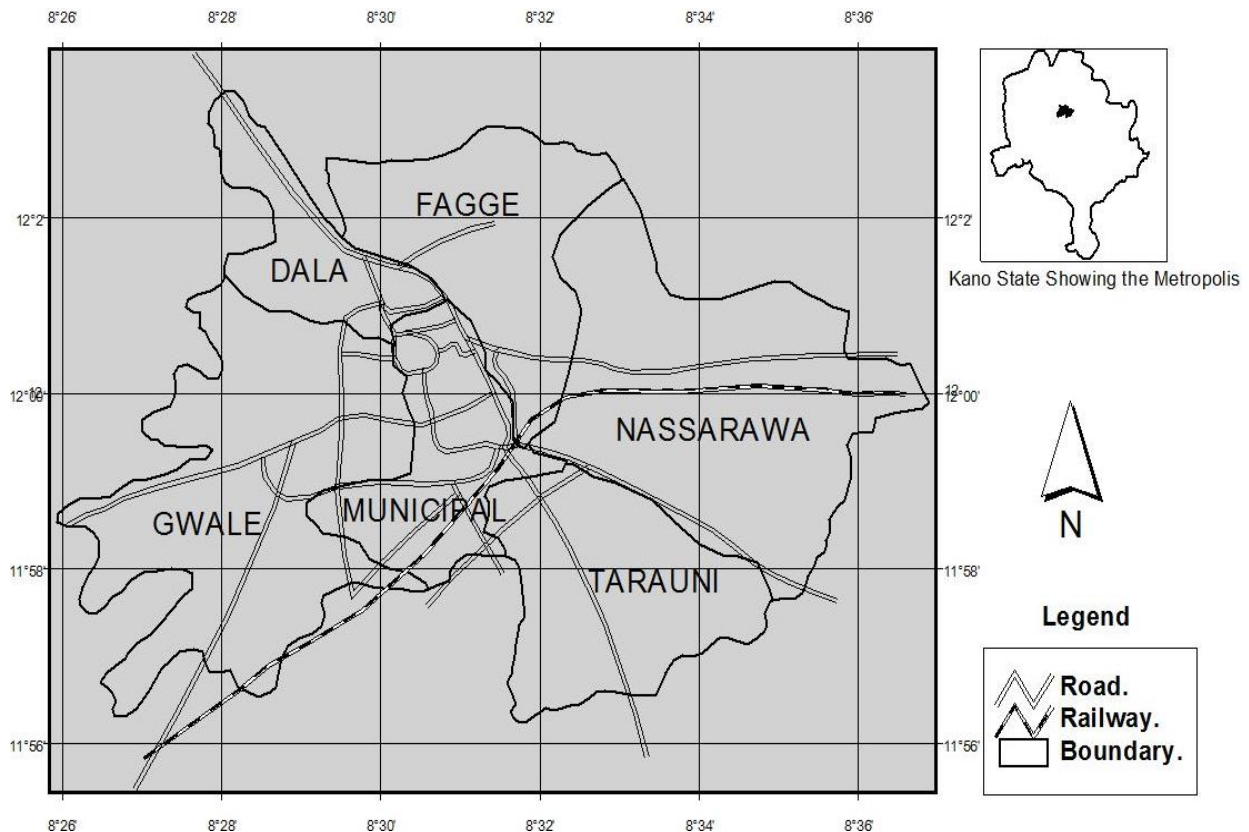 8°26' 8°28' 8°30' 8°32' 8°34' 8°36'
FAGGE
12°2' 12°2'
DALA
Kano State Showing the Metropolis
12°00' 12°00'
NASSARAWA
MUNICIPAL
GWALE
N
11°58' 11°58'
TARAUNI
Legend
Road.
Railway.
11°56' 11°56'
Boundary.
8°26' 8°28' 8°30' 8°32' 8°34' 8°36'